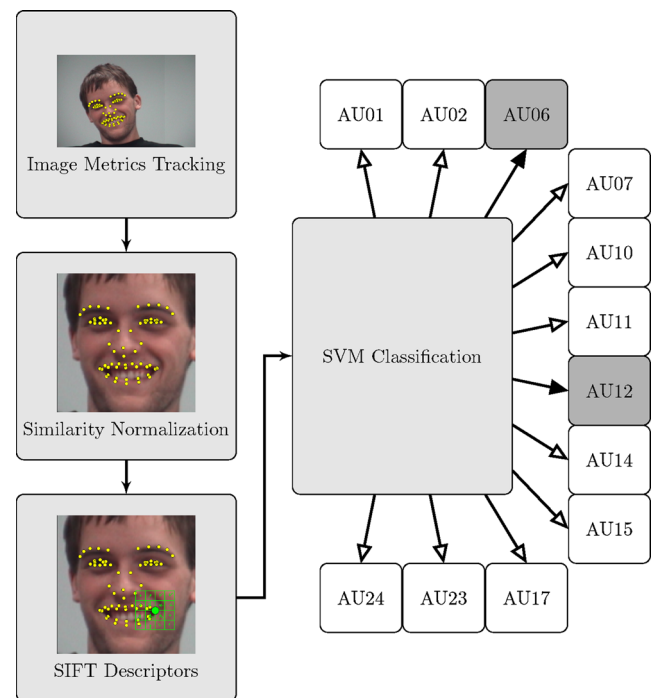 Image Metrics Tracking
Similarity Normalization
SIFT Descriptors
SVM Classification
AU01
AU02
AU06
AU07
AU10
AU11
AU12
AU14
AU15
AU24
AU23
AU17